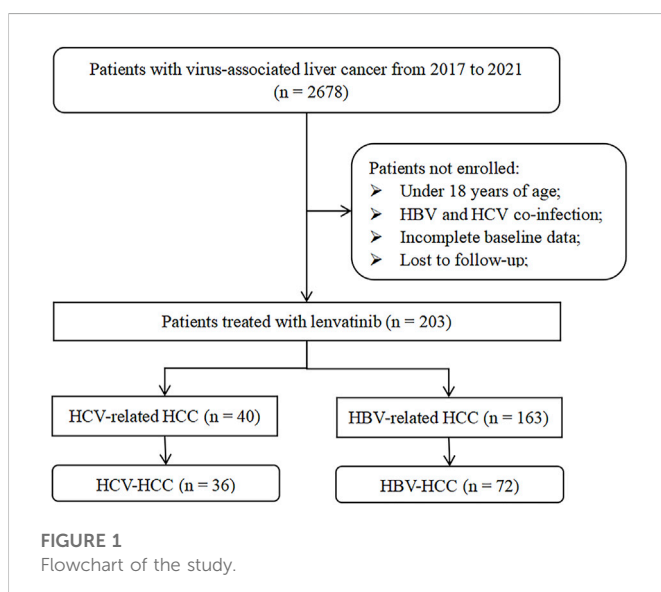 Patients with virus-associated liver cancer from 2017 to 2021
(n = 2678)
Patients not enrolled:
➢ Under 18 years of age;
➢ HBV and HCV co-infection;
➢ Incomplete baseline data;
➢ Lost to follow-up;
Patients treated with lenvatinib (n = 203)
HCV-related HCC (n = 40)
HBV-related HCC (n = 163)
HCV-HCC (n = 36)
HBV-HCC (n = 72)
FIGURE 1
Flowchart of the study.